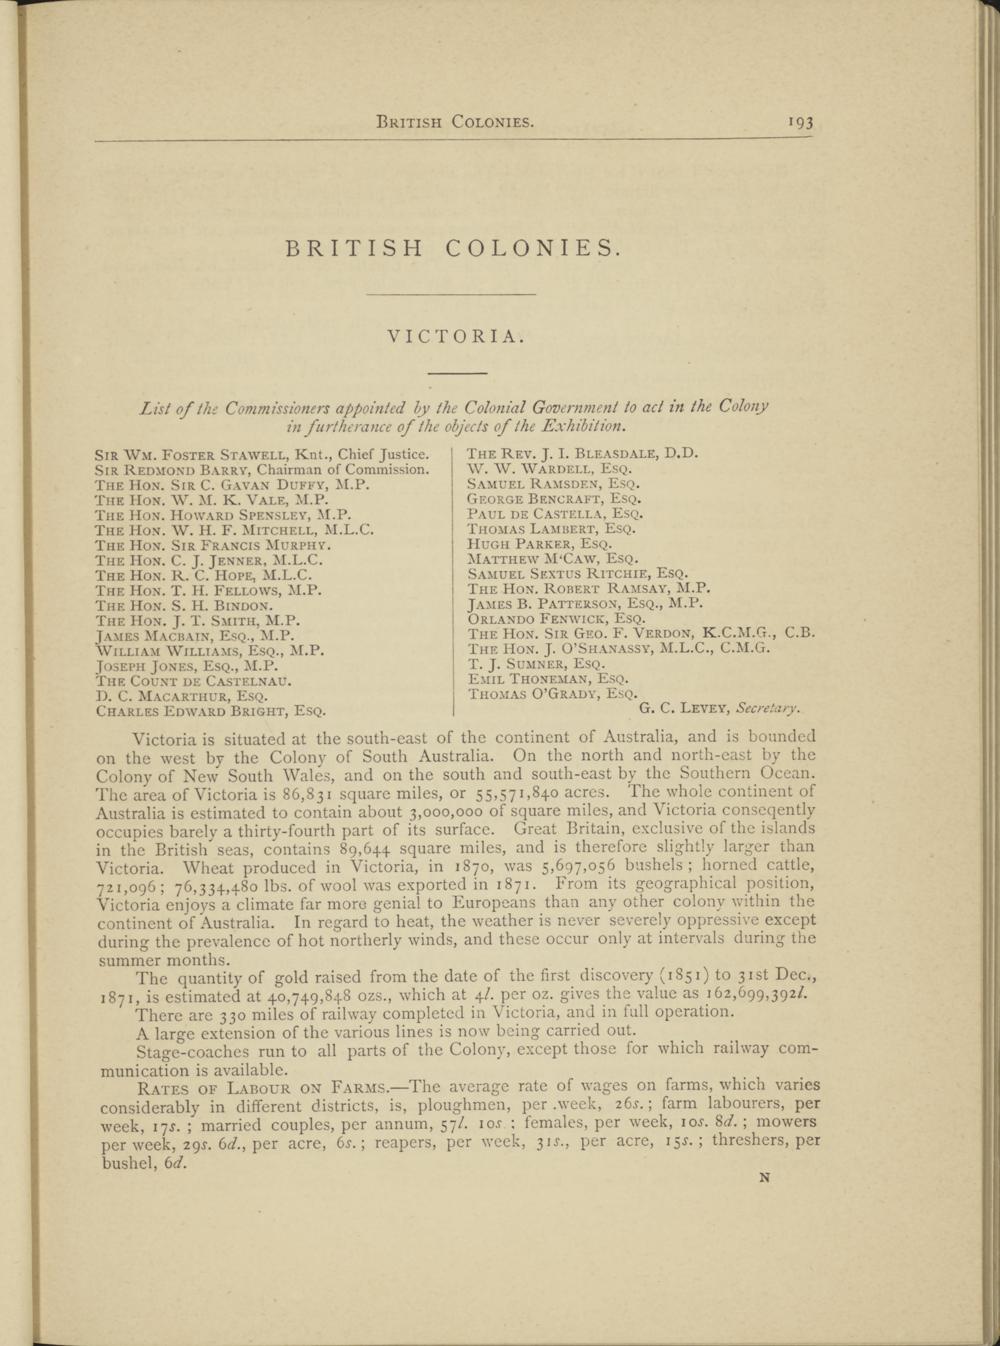 British Colonies. 193
BRITISH COLONIES.
VICTORIA.
List of the Commissioners appointed by the Colonial Government to act in the Colony
in furtherance of the objects of the Exhibition.
Sir Wm. Foster Stawell, Knt., Chief Justice.
Sir Redmond Barry, Chairman of Commission.
The Hon. Sir C. Gavan Duffy, M.P.
The Hon. W. M. K. Vale, M.P.
The Hon. Howard Spensley, M.P.
The Hon. W. H. F. Mitchell, M.L.C.
The Hon. Sir Francis Murphy.
The Hon. C. J. Jenner, M.L.C.
The Hon. R. C. Hope, M.L.C.
The Hon. T. H. Fellows, M.P.
The Hon. S. H. Bindon.
The Hon. J. T. Smith, M.P.
James Macbain, Esq., M.P.
William Williams, Esq., M.P.
Joseph Jones, Esq., M.P.
The Count de Castelnau.
D. C. Macarthur, Esq.
Charles Edward Bright, Esq.
The Rev. J. I. Bleasdale, D.D.
W. W. Wardell, Esq.
Samuel Ramsden, Esq.
George Bencraft, Esq.
Paul de Castella, Esq.
Thomas Lambert, Esq.
Hugh Parker, Esq.
Matthew M‘Caw, Esq.
Samuel Sextus Ritchie, Esq.
The Hon. Robert Ramsay, M.P.
James B. Patterson, Esq., M.P.
Orlando Fenwick, Esq.
The Hon. Sir Geo. F. Verdon, K.C.M.G., C.B.
The Hon. J. O’Shanassy, M.L.C., C.M.G.
T. J. Sumner, Esq.
Emil Thoneman, Esq.
Thomas O’Grady, Esq.
G. C. Levey, Secretary.
Victoria is situated at the south-east of the continent of Australia, and is bounded
on the west by the Colony of South Australia. On the north and north-east by the
Colony of New South Wales, and on the south and south-east by the Southern Ocean.
The area of Victoria is 86,831 square miles, or 55,571,840 acres. The whole continent of
Australia is estimated to contain about 3,000,000 of square miles, and Victoria conseqently
occupies barely a thirty-fourth part of its surface. Great Britain, exclusive of the islands
in the British seas, contains 89,644 square miles, and is therefore slightly larger than
Victoria. Wheat produced in Victoria, in 1870, was 5,697,056 bushels; horned cattle,
721,096; 76,334,480 lbs. of wool was exported in 1871. From its geographical position,
Victoria enjoys a climate far more genial to Europeans than any other colony within the
continent of Australia. In regard to heat, the weather is never severely oppressive except
during the prevalence of hot northerly winds, and these occur only at intervals during the
summer months.
The quantity of gold raised from the date of the first discovery (1851) to 31st Dec.,
1871, is estimated at 40,749,848 ozs., which at 4l. per oz. gives the value as 162,699,392l.
There are 330 miles of railway completed in Victoria, and in full operation.
A large extension of the various lines is now being carried out.
Stage-coaches run to all parts of the Colony, except those for which railway com-
munication is available.
Rates of Labour on Farms.—The average rate of wages on farms, which varies
considerably in different districts, is, ploughmen, per .week, 26s.; farm labourers, per
week, 17s. ; married couples, per annum, 57l. 10s. : females, per week, 10s. 8d. ; mowers
per week, 29s. 6d., per acre, 6s. ; reapers, per week, 31s., per acre, 15s. ; threshers, per
bushel, 6d.
N